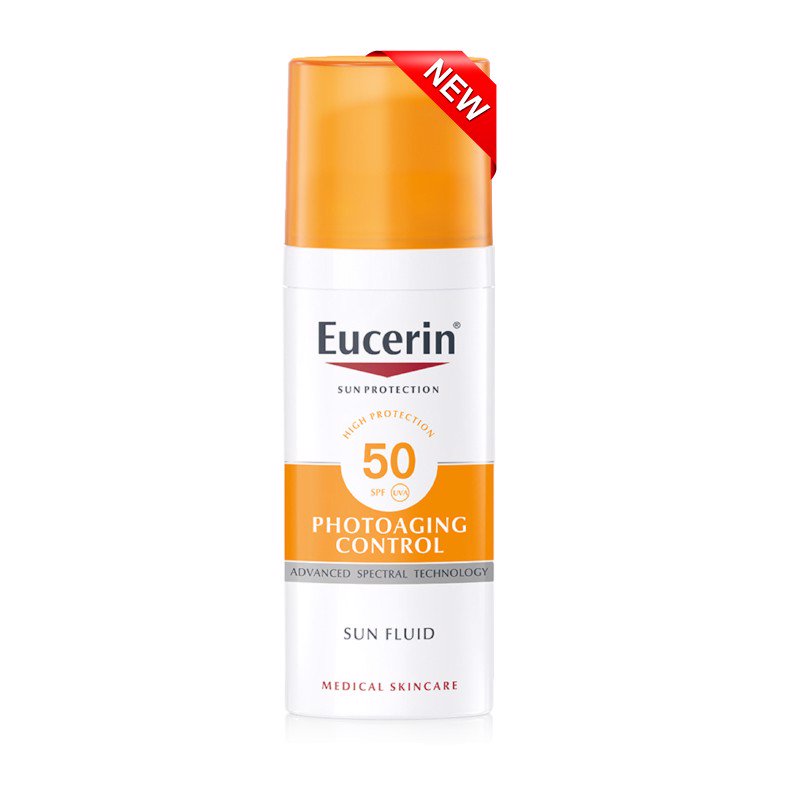 NEW
Eucerin®
SUN PROTECTION
HIGH PROTECTION
50
SPF UVA
PHOTOAGING
CONTROL
ADVANCED SPECTRAL TECHNOLOGY
SUN FLUID
MEDICAL SKINCARE